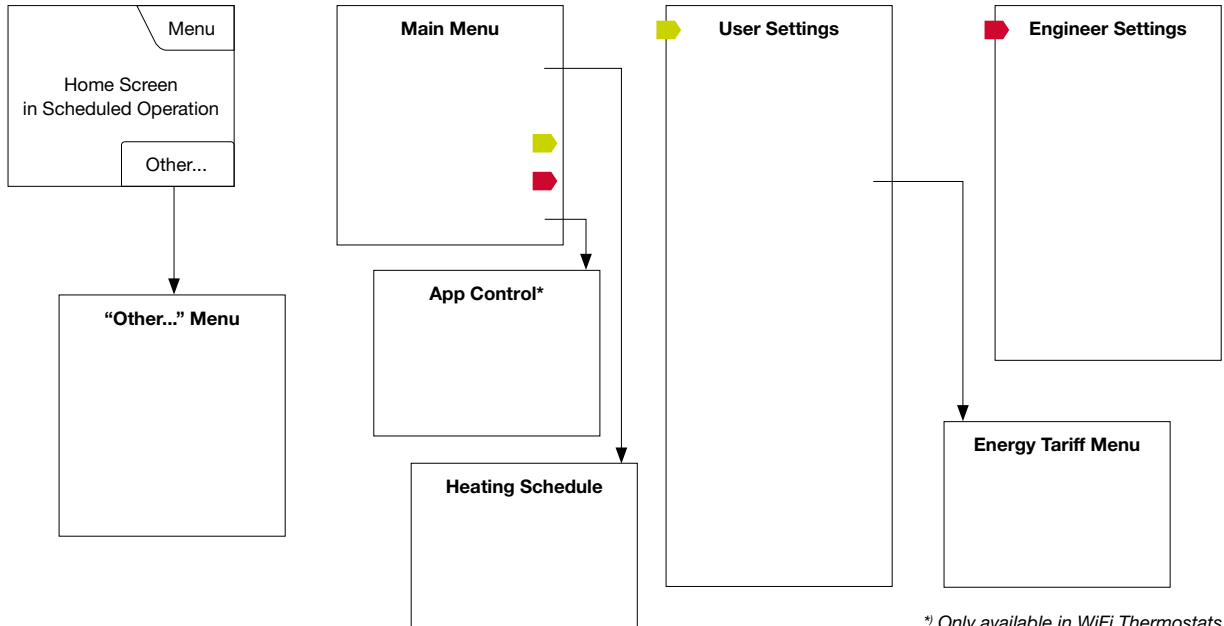 Menu
Home Screen
in Scheduled Operation
Other...
“Other...” Menu
Main Menu
App Control*
Heating Schedule
User Settings
Engineer Settings
Energy Tariff Menu
*) Only available in WiFi Thermostats